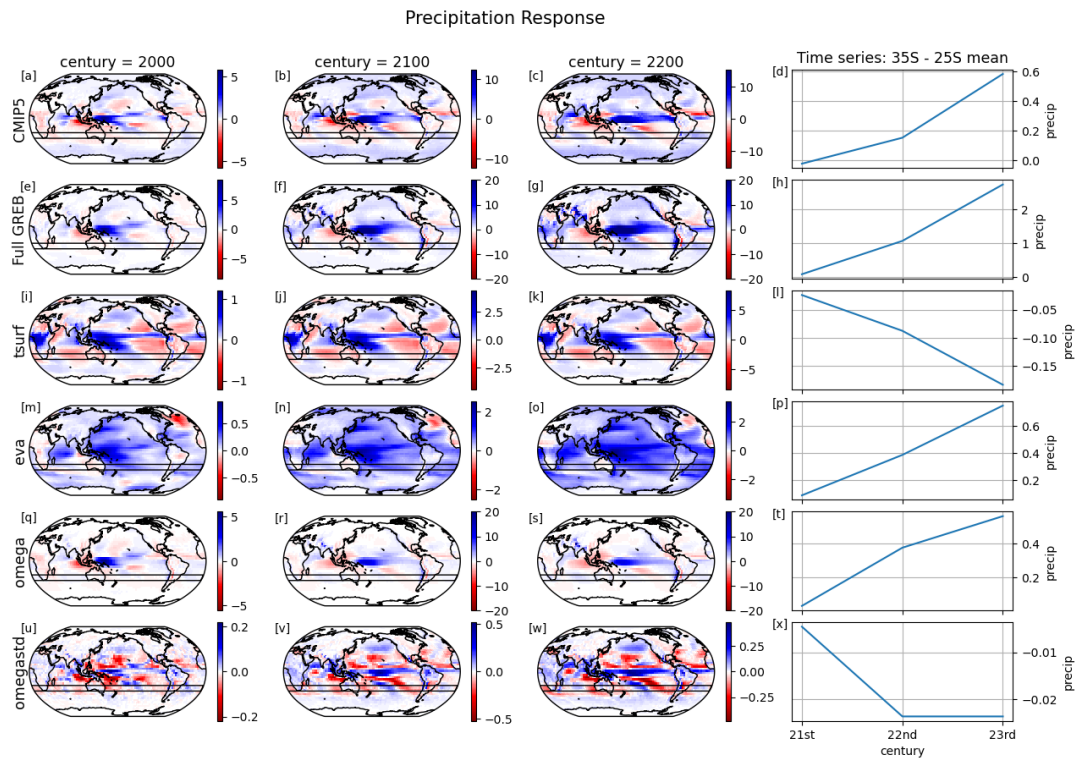 Precipitation Response
century = 2000
century = 2100
century = 2200
Time series: 35S - 25S mean
[a]
CMIP5
5
0
−5
[b]
10
5
0
−5
−10
[c]
10
0
−10
[d]
0.6
0.4
0.2
0.0
precip
[e]
Full GREB
5
0
−5
[f]
20
10
0
−10
−20
[g]
20
10
0
−10
−20
[h]
2
1
0
precip
[i]
tsurf
1
0
−1
[j]
2.5
0.0
−2.5
[k]
5
0
−5
[l]
−0.05
−0.10
−0.15
precip
[m]
eva
0.5
0.0
−0.5
[n]
2
0
−2
[o]
2
0
−2
[p]
0.6
0.4
0.2
precip
[q]
omega
5
0
−5
[r]
20
10
0
−10
−20
[s]
20
10
0
−10
−20
[t]
0.4
0.2
precip
[u]
omegastd
0.2
0.0
−0.2
[v]
0.5
0.0
−0.5
[w]
0.25
0.00
−0.25
[x]
−0.01
−0.02
precip
21st
22nd
23rd
century